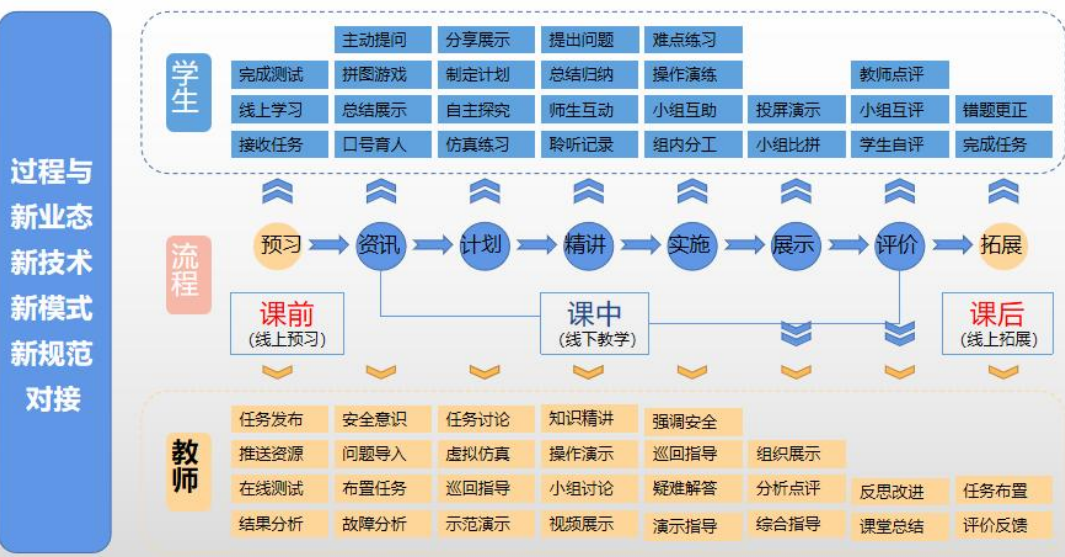 过程与
新业态
新技术
新模式
新规范
对接
学生
主动提问 分享展示 提出问题 难点练习
完成测试 拼图游戏 制定计划 总结归纳 操作演练 教师点评
线上学习 总结展示 自主探究 师生互动 小组互助 投屏演示 小组互评 错题更正
接收任务 口号育人 仿真练习 聆听记录 组内分工 小组比拼 学生自评 完成任务
流程
预习 资讯 计划 精讲 实施 展示 评价 拓展
课前 课中 课后
(线上预习) (线下教学) (线上拓展)
教师
任务发布 安全意识 任务讨论 知识精讲 强调安全
推送资源 问题导入 虚拟仿真 操作演示 巡回指导 组织展示
在线测试 布置任务 巡回指导 小组讨论 疑难解答 分析点评 反思改进 任务布置
结果分析 故障分析 示范演示 视频展示 演示指导 综合指导 课堂总结 评价反馈